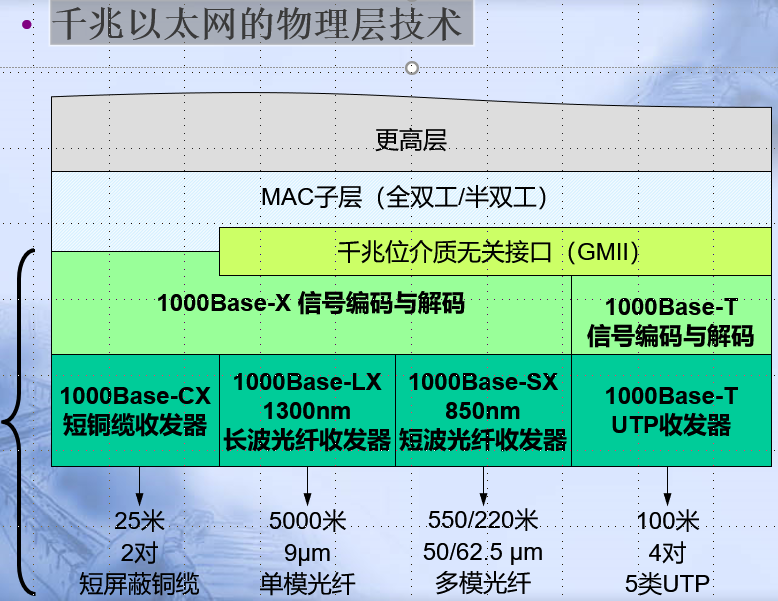 千兆以太网的物理层技术
更高层
MAC子层（全双工/半双工）
千兆位介质无关接口（GMII）
1000Base-X 信号编码与解码
1000Base-T
信号编码与解码
1000Base-CX
短铜缆收发器
1000Base-LX
1300nm
长波光纤收发器
1000Base-SX
850nm
短波光纤收发器
1000Base-T
UTP收发器
25米
2对
短屏蔽铜缆
5000米
9μm
单模光纤
550/220米
50/62.5 μm
多模光纤
100米
4对
5类UTP